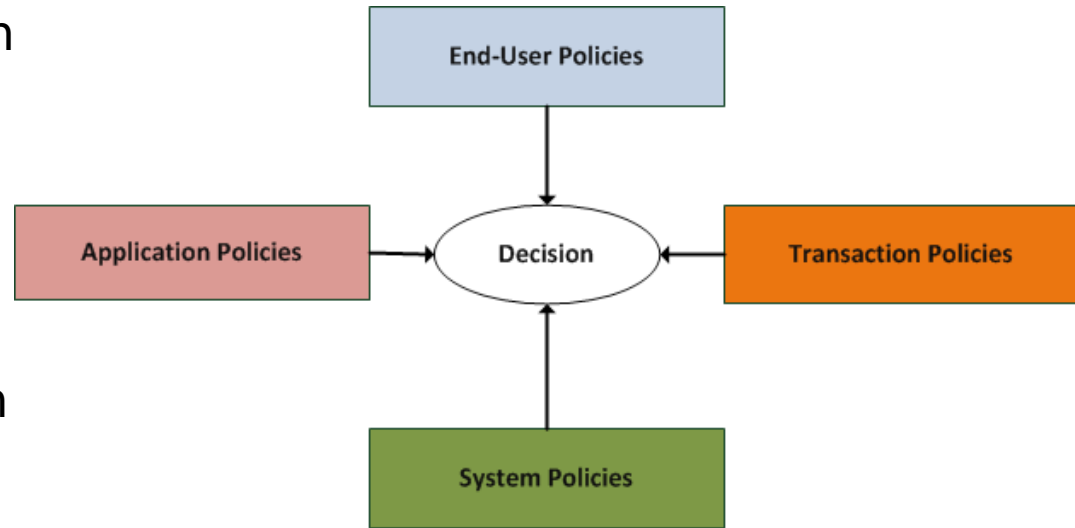 n
End-User Policies
Application Policies
Decision
Transaction Policies
n
System Policies